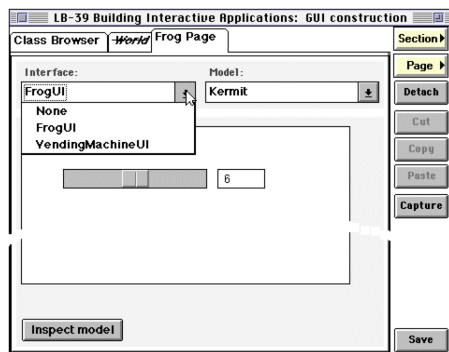 LB-39 Building Interactive Applications: GUI construction
Class Browser World Frog Page
Section
Page
Detach
Cut
Copy
Paste
Capture
Save
Interface: Model:
FrogUI Kermit
None
FrogUI
VendingMachineUI
6
Inspect model